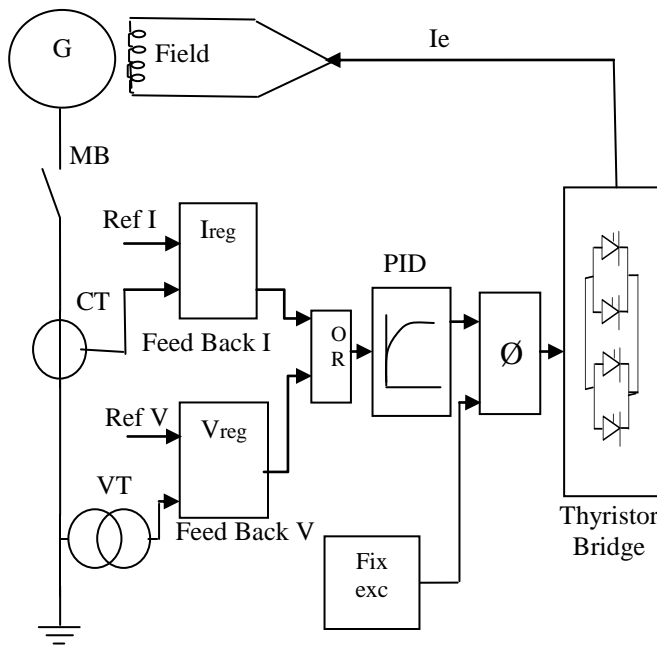 G
Field
Ie
MB
Ref I
Ireg
PID
CT
Feed Back I
O
R
Ø
Ref V
Vreg
VT
Feed Back V
Fix
exc
Thyristor
Bridge